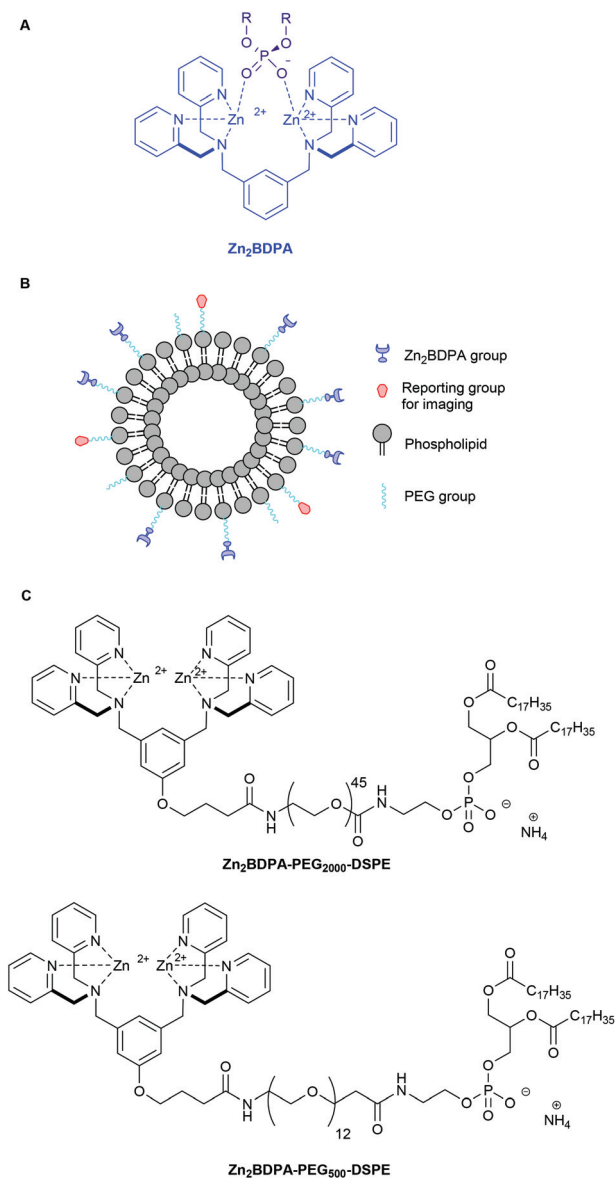 A
R R
O O
P
O O −
N Zn 2+ Zn 2+ N
N N
N N
Zn₂BDPA
B
Zn₂BDPA group
Reporting group
for imaging
Phospholipid
PEG group
C
N N
N Zn 2+ Zn 2+ N
N N
O
O
N
H
O
45
O
H
N
O
P
O
O
⊖
O
O
C₁₇H₃₅
O
O
C₁₇H₃₅
⊕
NH₄
Zn₂BDPA-PEG₂₀₀₀-DSPE
N N
N Zn 2+ Zn 2+ N
N N
O
O
N
H
O
12
O
H
N
O
P
O
O
⊖
O
O
C₁₇H₃₅
O
O
C₁₇H₃₅
⊕
NH₄
Zn₂BDPA-PEG₅₀₀-DSPE